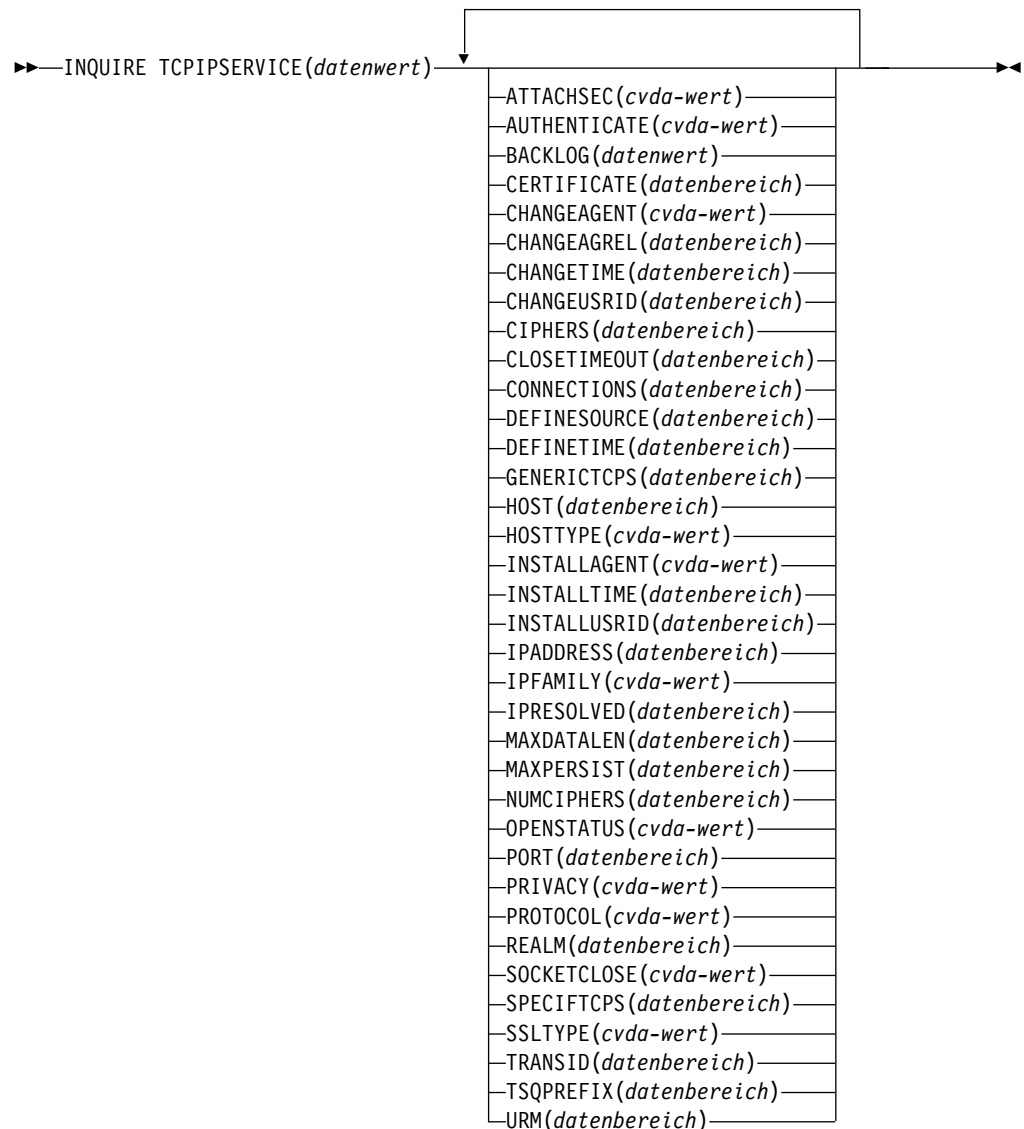 INQUIRE TCPIPSERVICE(datenwert)
ATTACHSEC(cvda-wert)
AUTHENTICATE(cvda-wert)
BACKLOG(datenwert)
CERTIFICATE(datenbereich)
CHANGEAGENT(cvda-wert)
CHANGEAGREL(datenbereich)
CHANGETIME(datenbereich)
CHANGEUSRID(datenbereich)
CIPHERS(datenbereich)
CLOSETIMEOUT(datenbereich)
CONNECTIONS(datenbereich)
DEFINESOURCE(datenbereich)
DEFINETIME(datenbereich)
GENERICTCPS(datenbereich)
HOST(datenbereich)
HOSTTYPE(cvda-wert)
INSTALLAGENT(cvda-wert)
INSTALLTIME(datenbereich)
INSTALLUSRID(datenbereich)
IPADDRESS(datenbereich)
IPFAMILY(cvda-wert)
IPRESOLVED(datenbereich)
MAXDATALEN(datenbereich)
MAXPERSIST(datenbereich)
NUMCIPHERS(datenbereich)
OPENSTATUS(cvda-wert)
PORT(datenbereich)
PRIVACY(cvda-wert)
PROTOCOL(cvda-wert)
REALM(datenbereich)
SOCKETCLOSE(cvda-wert)
SPECIFTCPS(datenbereich)
SSLTYPE(cvda-wert)
TRANSID(datenbereich)
TSQPREFIX(datenbereich)
URM(datenbereich)